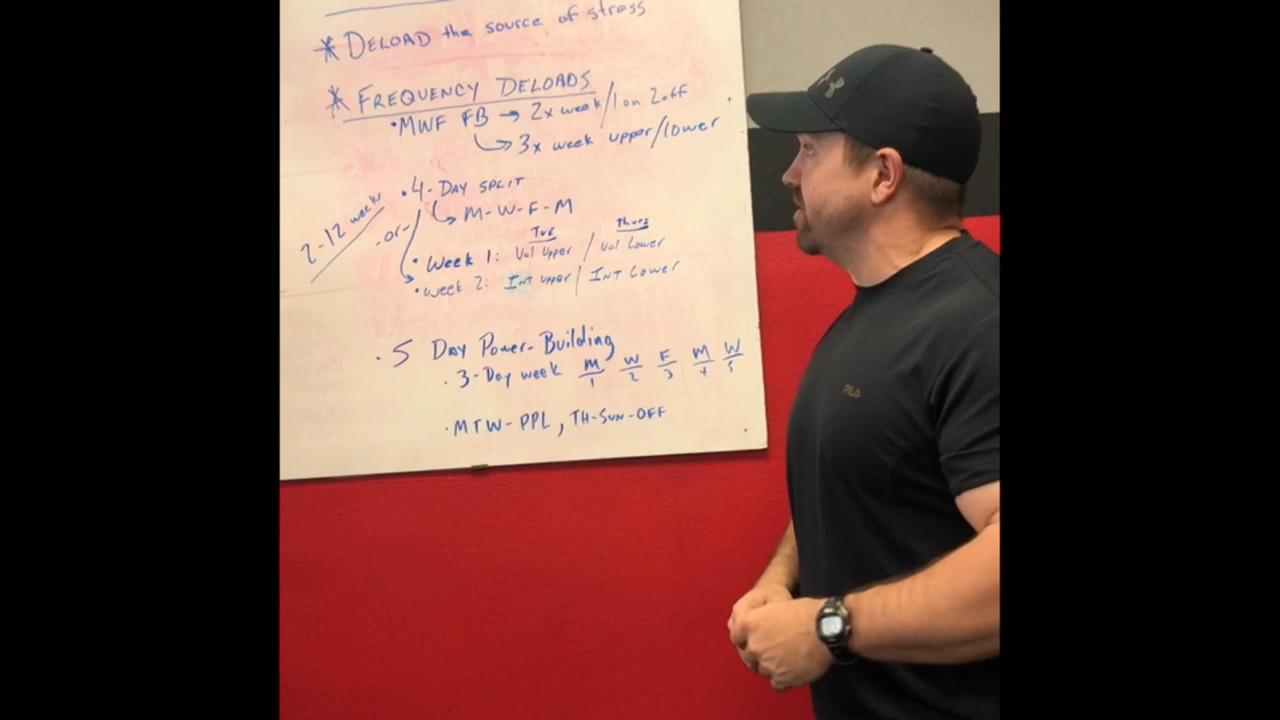 * DELOAD the source of stress
* FREQUENCY DELOADS
• MWF FB → 2x week/1 on 2 off
↳ 3x week upper/lower
• 4-DAY SPLIT
↳ M-W-F-M
2-12 weeks
-or-
Tue Thurs
• Week 1: Vol Upper / Vol Lower
• Week 2: INT Upper / INT Lower
• 5 Day Power-Building
• 3-Day week M W F M W
1 2 3 4 5
• MTW-PPL, TH-SUN-OFF
FILA